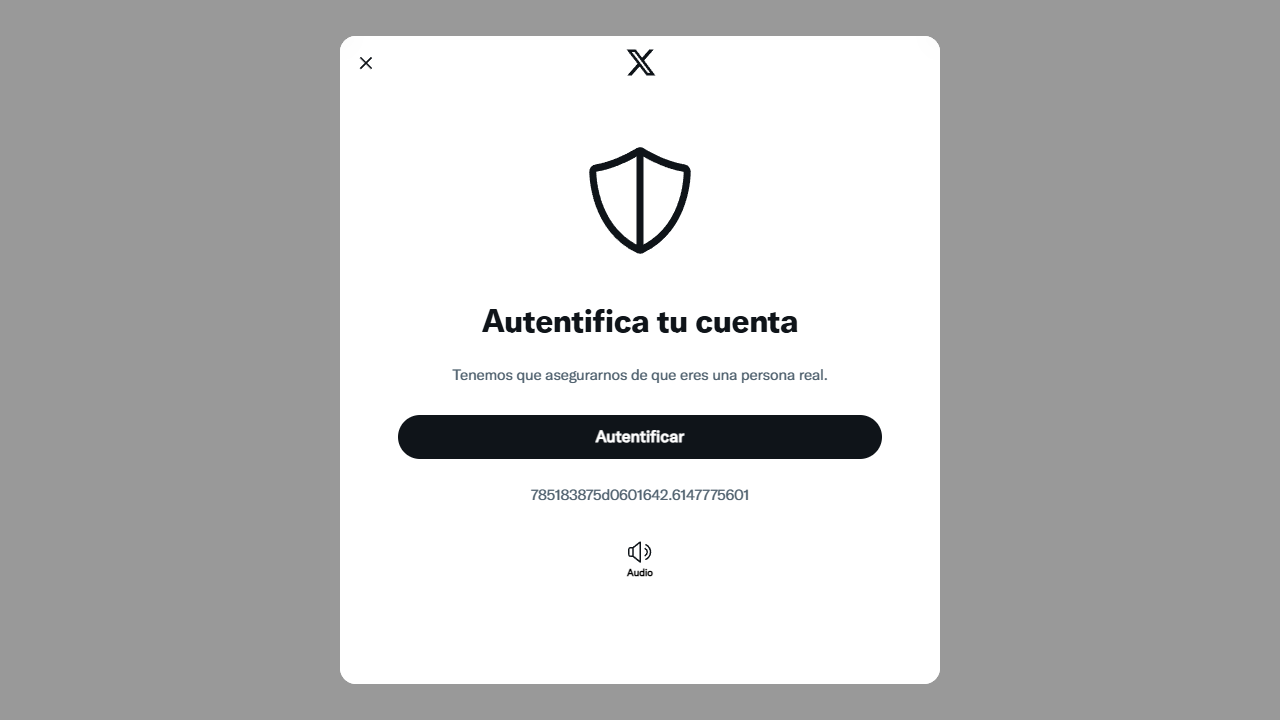 Autentifica tu cuenta
Tenemos que asegurarnos de que eres una persona real.
Autentificar
785183875d0601642.6147775601
Audio